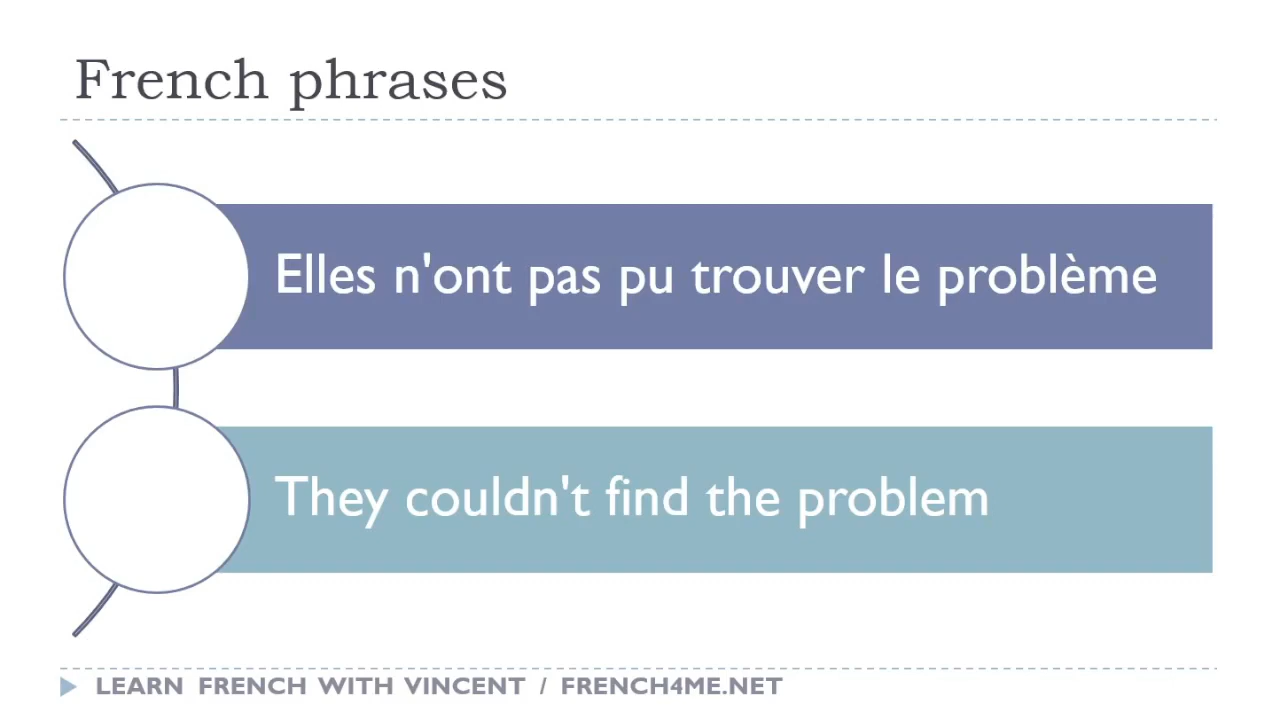 French phrases
Elles n'ont pas pu trouver le problème
They couldn't find the problem
LEARN FRENCH WITH VINCENT / FRENCH4ME.NET